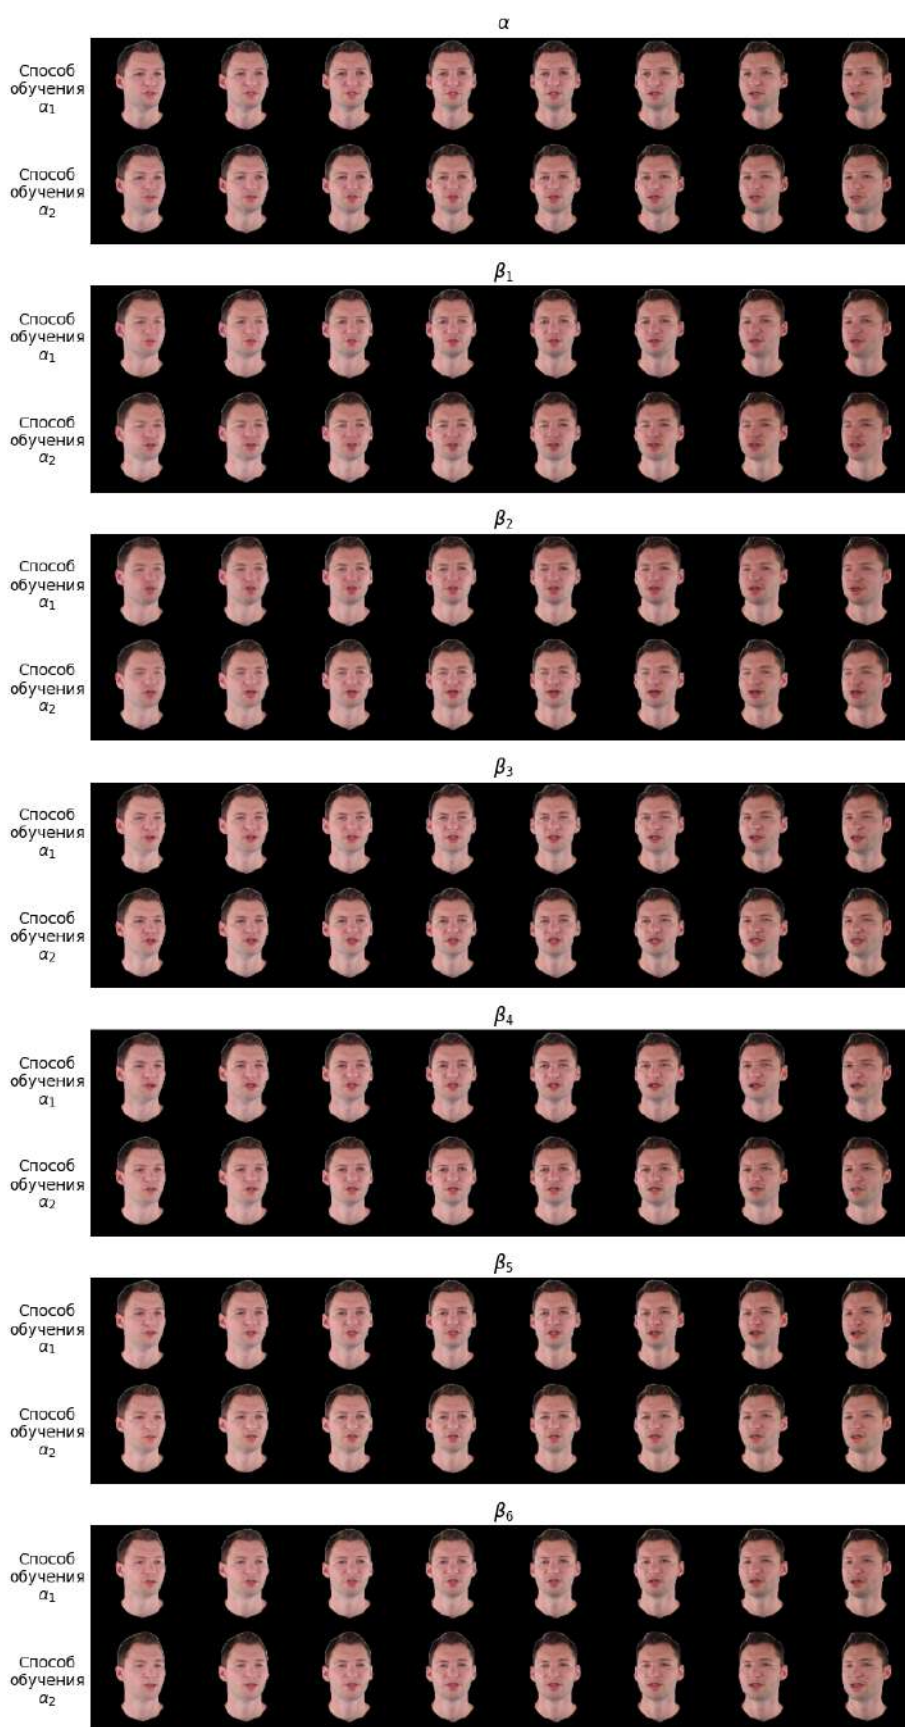 α
Способ
обучения
α₁
Способ
обучения
α₂
β₁
Способ
обучения
α₁
Способ
обучения
α₂
β₂
Способ
обучения
α₁
Способ
обучения
α₂
β₃
Способ
обучения
α₁
Способ
обучения
α₂
β₄
Способ
обучения
α₁
Способ
обучения
α₂
β₅
Способ
обучения
α₁
Способ
обучения
α₂
β₆
Способ
обучения
α₁
Способ
обучения
α₂